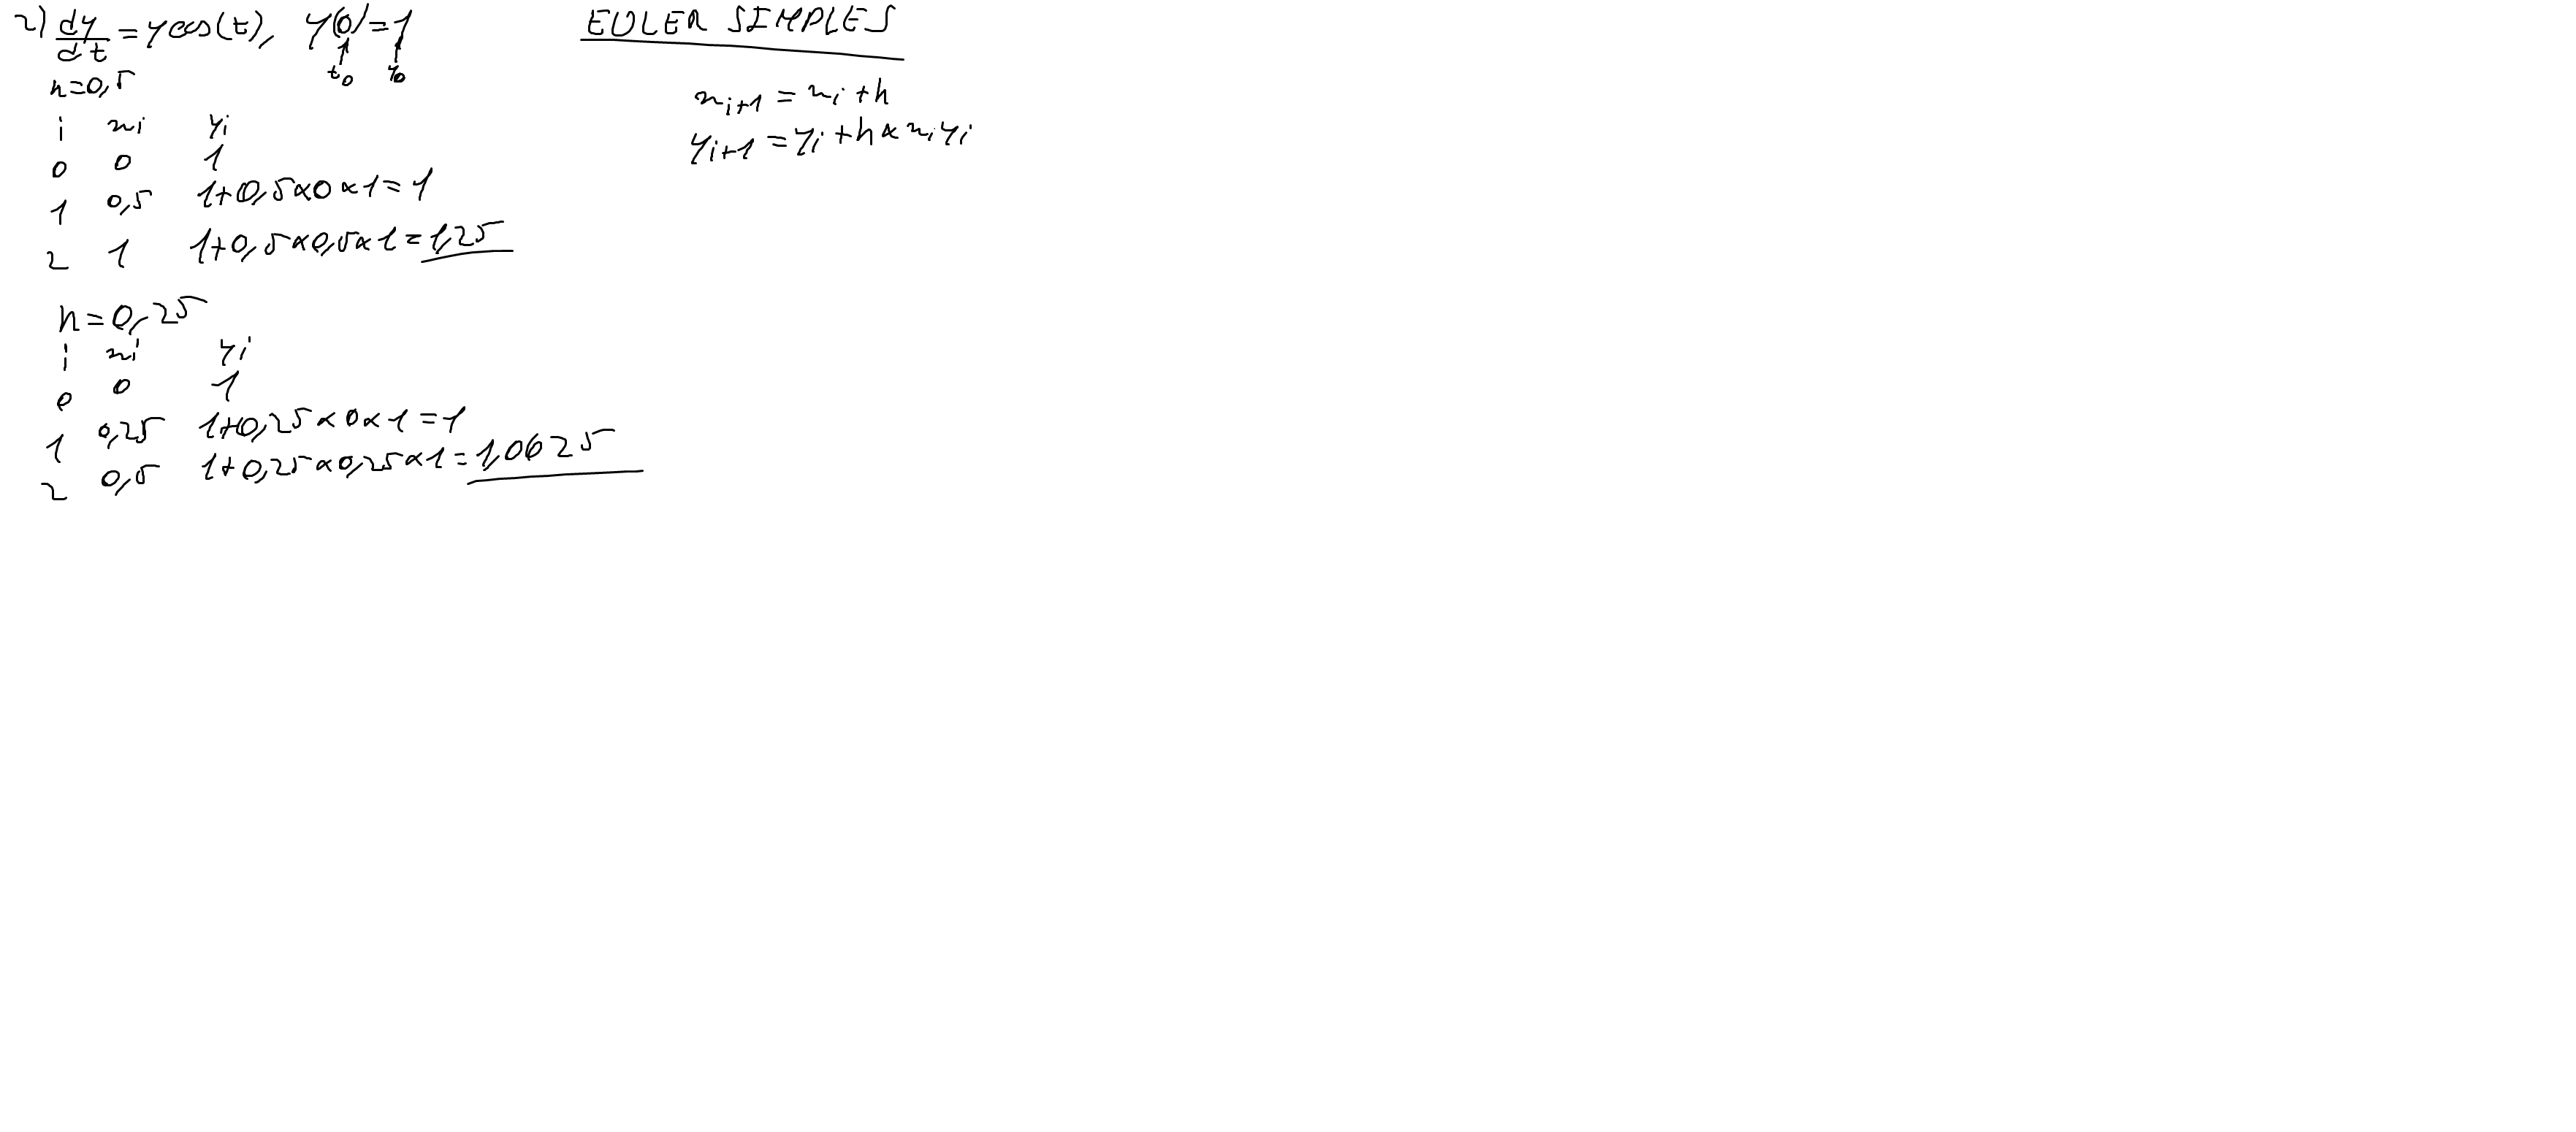 2) dy/dt = y cos(t), y(0)=1
t0 y0
h=0,5
i xi yi
0 0 1
1 0,5 1+0,5×0×1=1
2 1 1+0,5×0,5×1=1,25
h=0,25
i xi yi
0 0 1
1 0,25 1+0,25×0×1=1
2 0,5 1+0,25×0,25×1=1,0625
EULER SIMPLES
xi+1 = xi+h
yi+1 = yi+h×xiyi